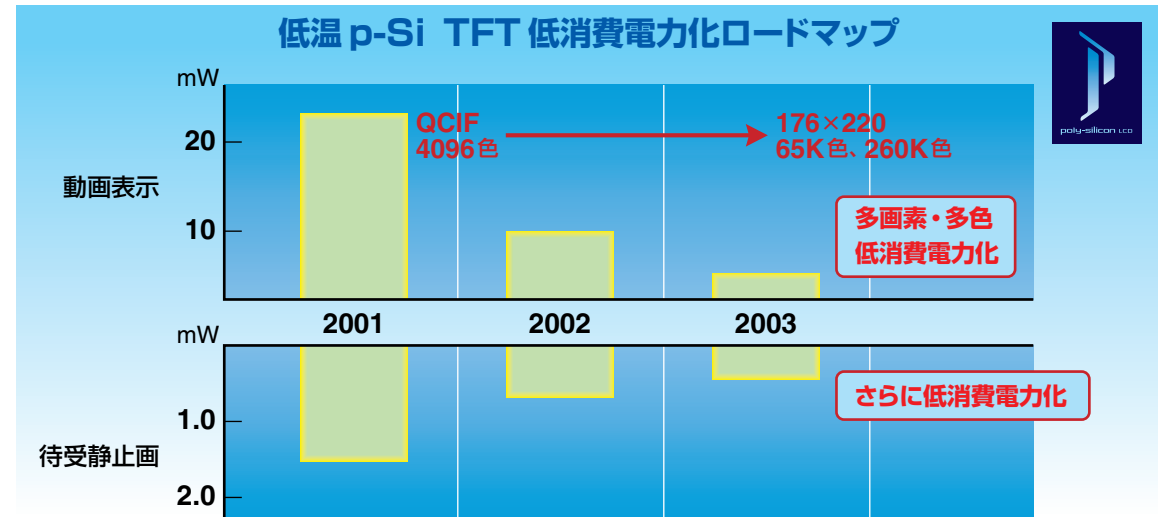 低温 p-Si TFT 低消費電力化ロードマップ
poly-silicon LCD
mW
20
10
動画表示
QCIF
4096色
176×220
65K色、260K色
多画素・多色
低消費電力化
2001
2002
2003
mW
1.0
2.0
待受静止画
さらに低消費電力化